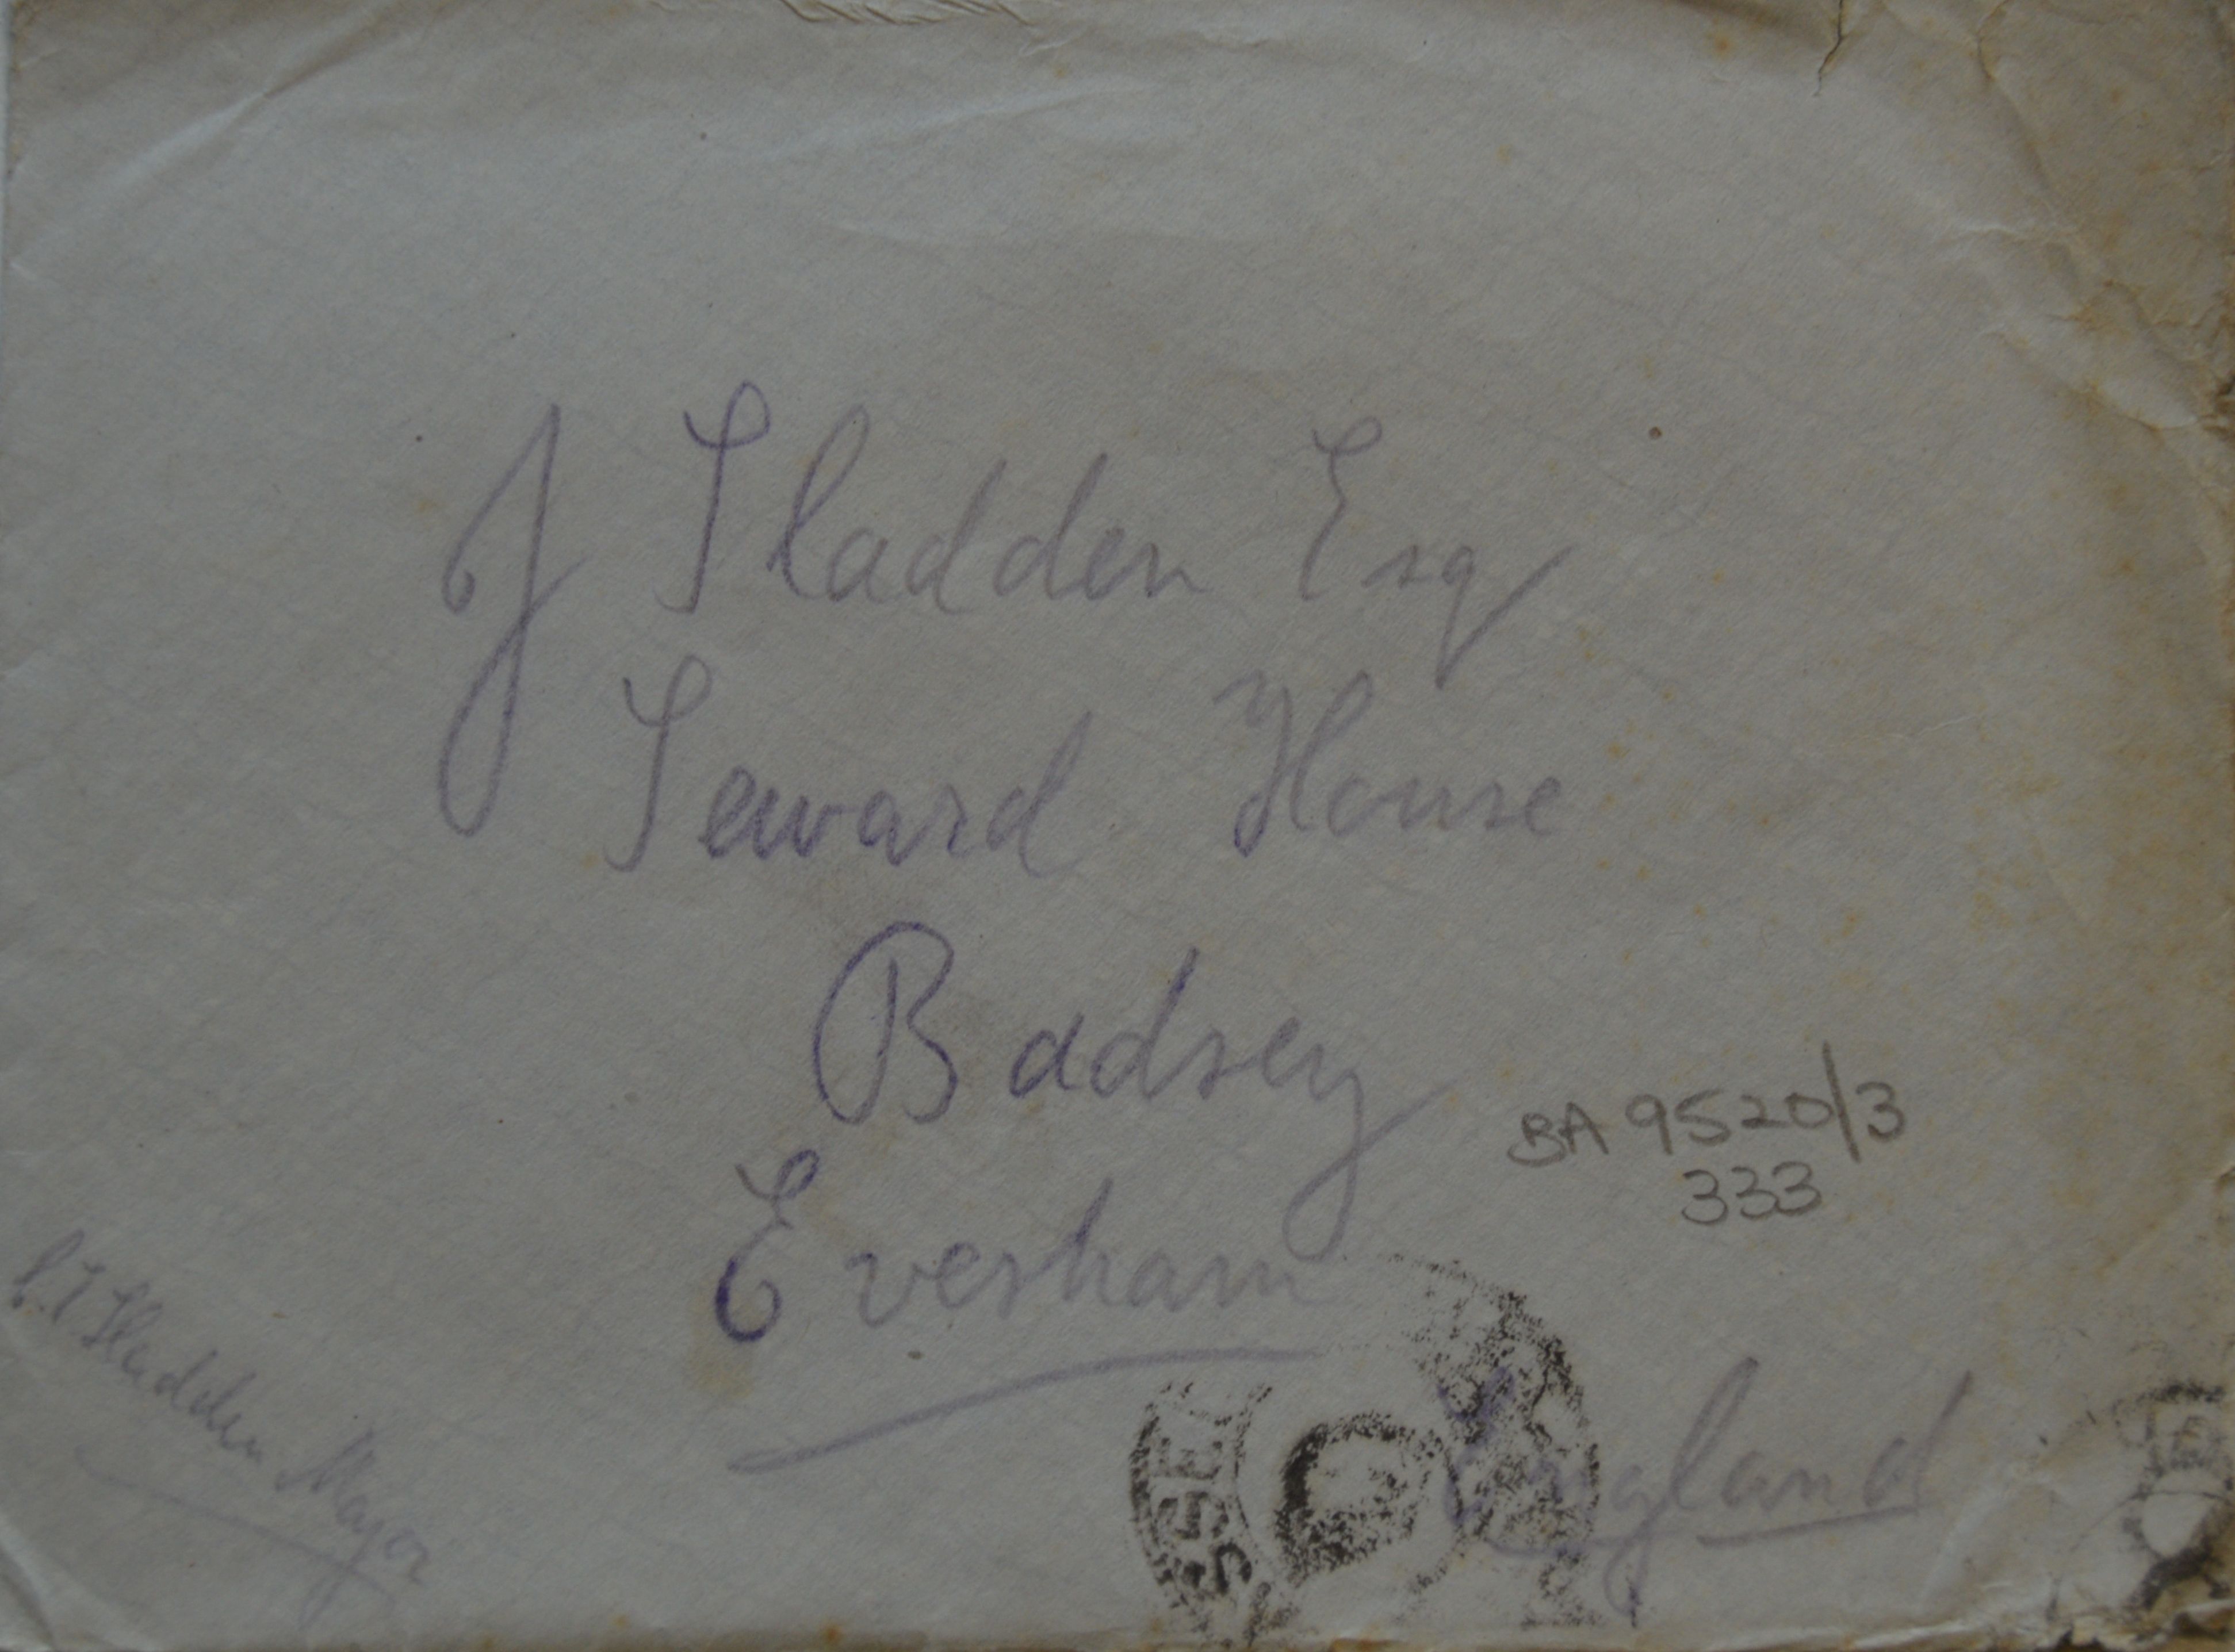 J Sladden Esq
Seward House
Badsey
BA 9520/3
333
Evesham
England
Sladden Major